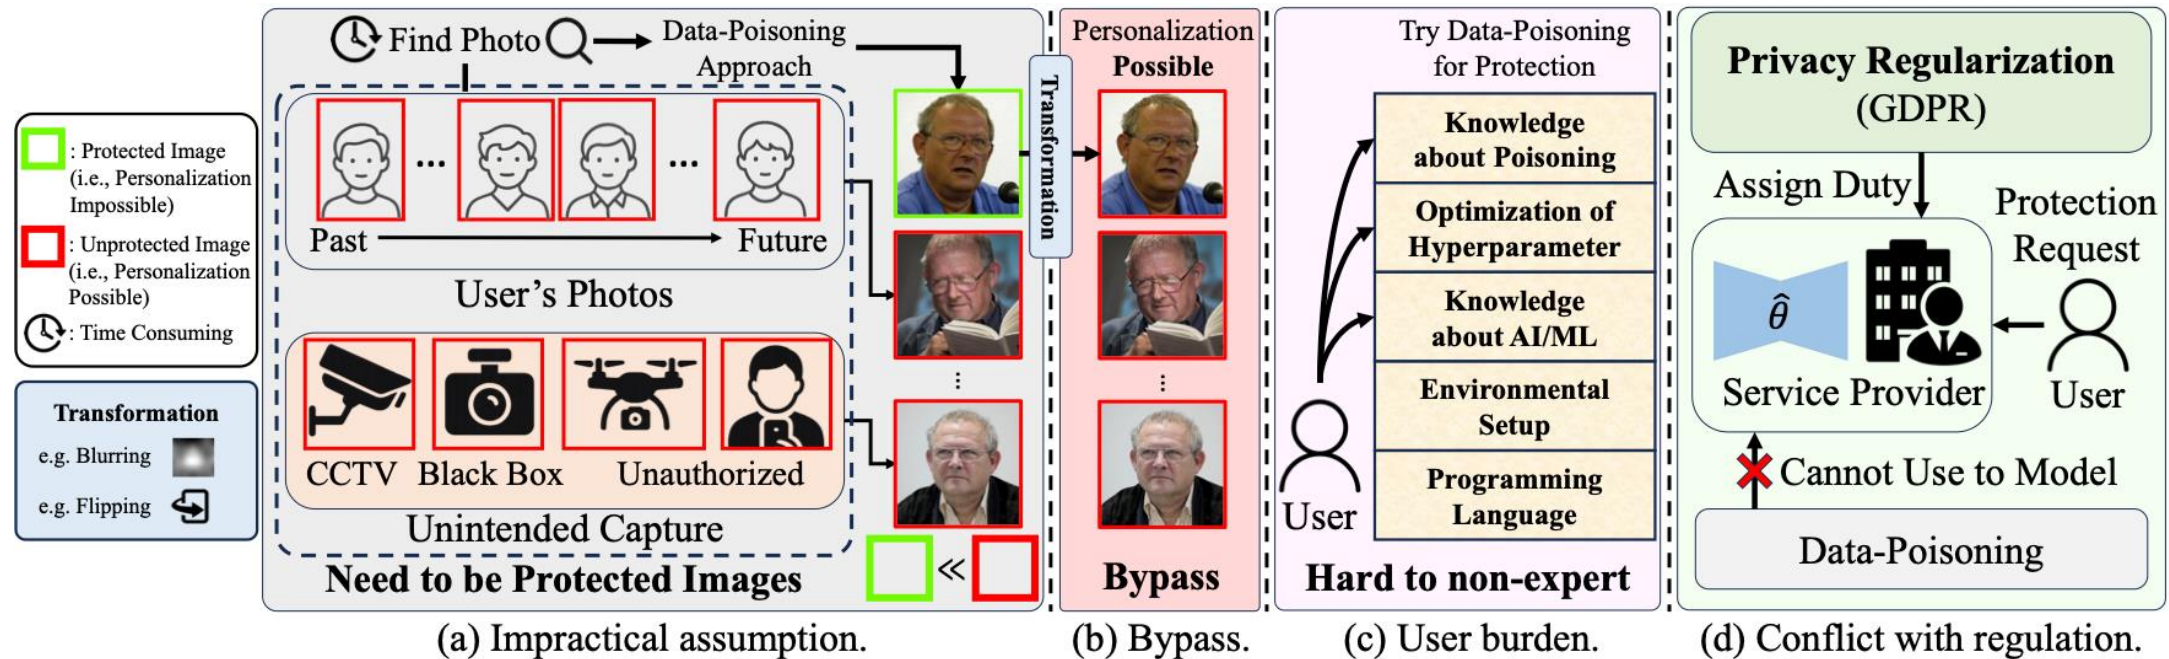 : Protected Image
(i.e., Personalization
Impossible)
: Unprotected Image
(i.e., Personalization
Possible)
: Time Consuming
Transformation
e.g. Blurring
e.g. Flipping
Find Photo
Data-Poisoning
Approach
Past
Future
User's Photos
CCTV
Black Box
Unauthorized
Unintended Capture
Need to be Protected Images
≪
(a) Impractical assumption.
Transformation
Personalization
Possible
Bypass
(b) Bypass.
Try Data-Poisoning
for Protection
Knowledge
about Poisoning
Optimization of
Hyperparameter
Knowledge
about AI/ML
Environmental
Setup
Programming
Language
User
Hard to non-expert
(c) User burden.
Privacy Regularization
(GDPR)
Assign Duty
Protection
Request
θ̂
Service Provider
User
Cannot Use to Model
Data-Poisoning
(d) Conflict with regulation.